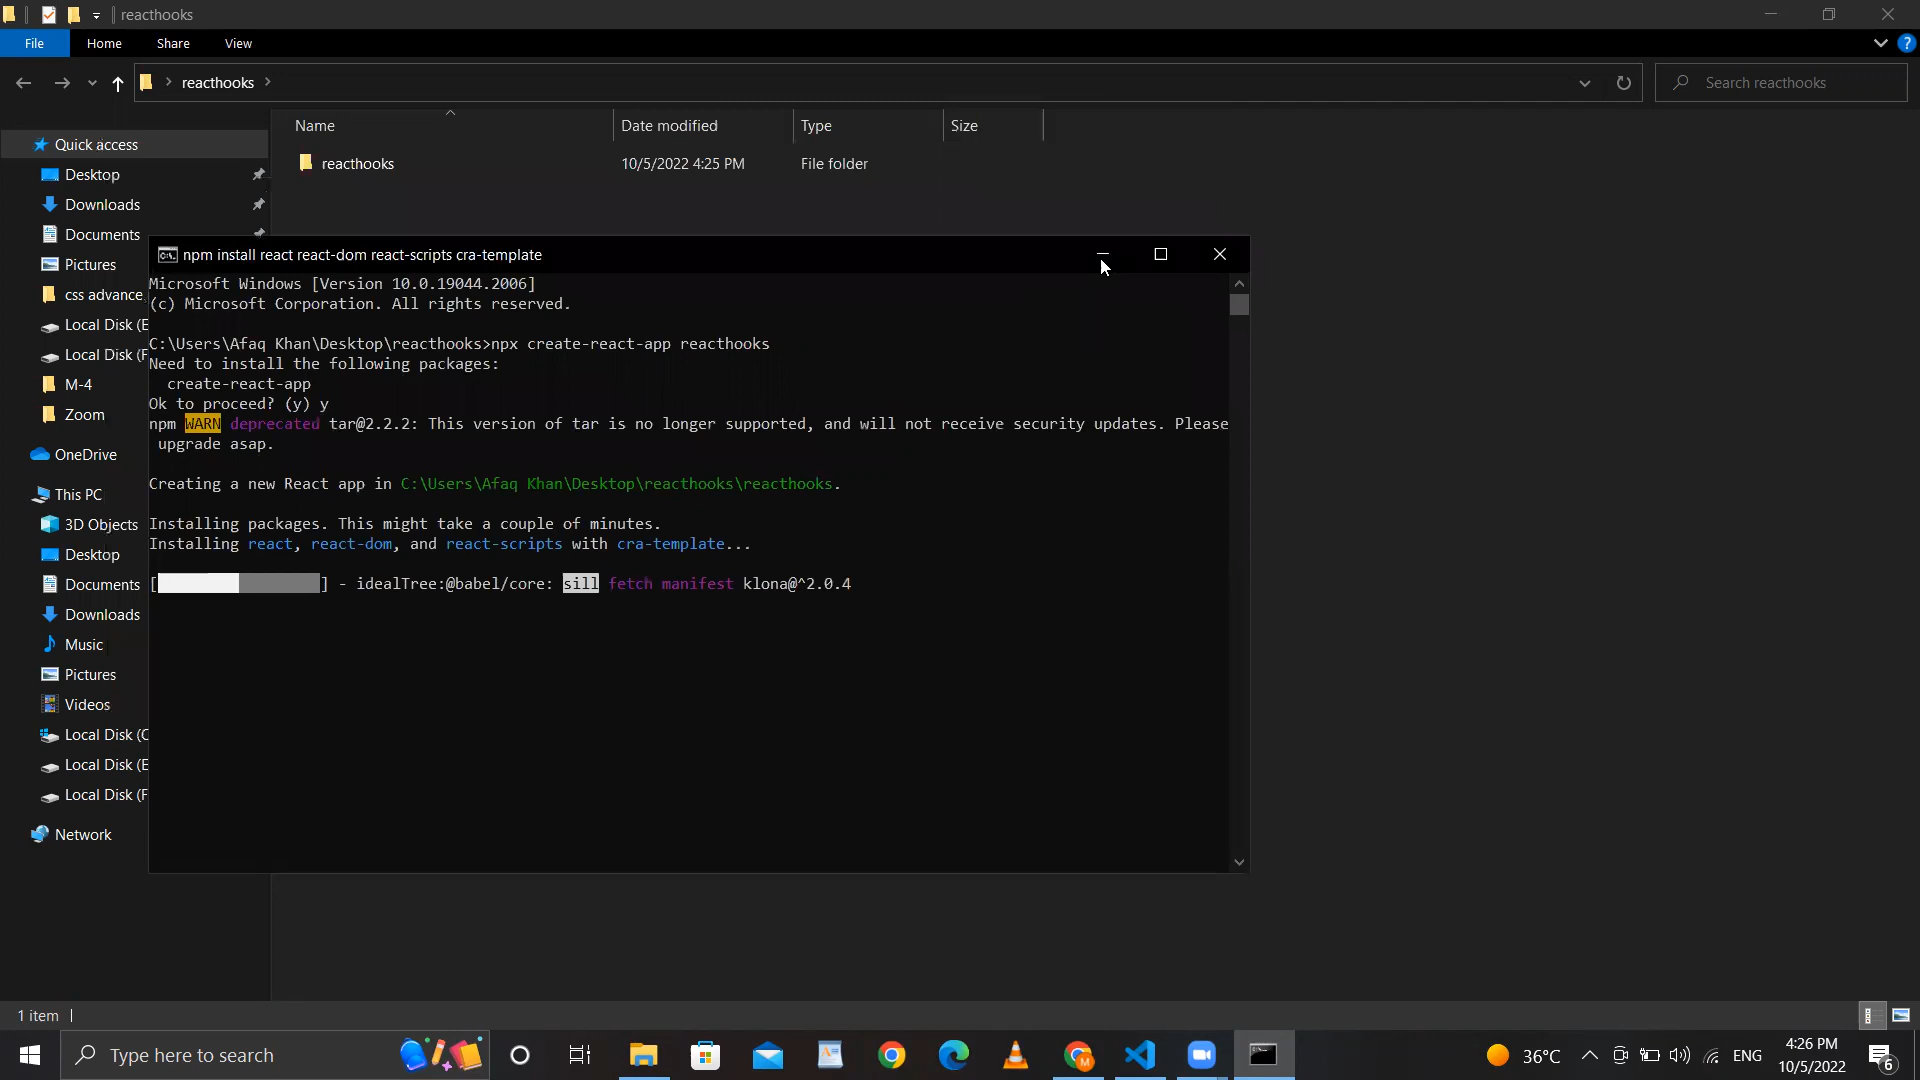 reacthooks
File Home Share View
reacthooks
Search reacthooks
Name Date modified Type Size
reacthooks 10/5/2022 4:25 PM File folder
Quick access
Desktop
Downloads
Documents
Pictures
css advance
Local Disk (E
Local Disk (F
M-4
Zoom
OneDrive
This PC
3D Objects
Desktop
Documents
Downloads
Music
Pictures
Videos
Local Disk (C
Local Disk (E
Local Disk (F
Network
npm install react react-dom react-scripts cra-template
Microsoft Windows [Version 10.0.19044.2006]
(c) Microsoft Corporation. All rights reserved.
C:\Users\Afaq Khan\Desktop\reacthooks>npx create-react-app reacthooks
Need to install the following packages:
create-react-app
Ok to proceed? (y) y
npm WARN deprecated tar@2.2.2: This version of tar is no longer supported, and will not receive security updates. Please
upgrade asap.
Creating a new React app in C:\Users\Afaq Khan\Desktop\reacthooks\reacthooks.
Installing packages. This might take a couple of minutes.
Installing react, react-dom, and react-scripts with cra-template...
[ ] - idealTree:@babel/core: sill fetch manifest klona@^2.0.4
1 item
Type here to search
36°C
ENG
4:26 PM
10/5/2022
6